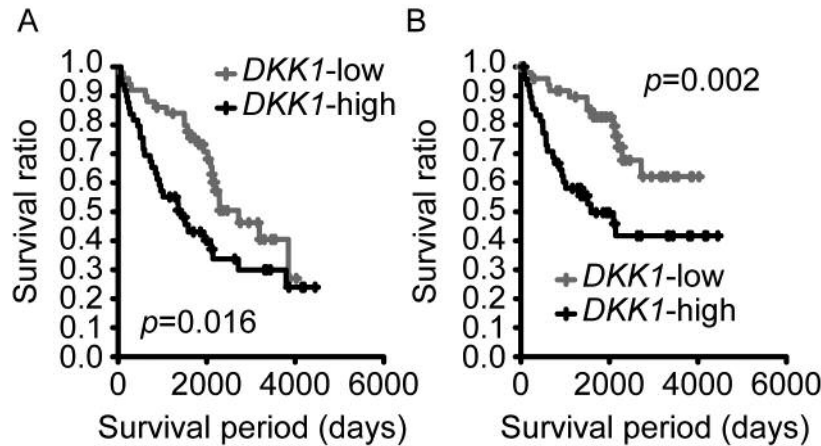 A
Survival ratio
1.0
0.9
0.8
0.7
0.6
0.5
0.4
0.3
0.2
0.1
0.0
DKK1-low
DKK1-high
p=0.016
0 2000 4000 6000
Survival period (days)
B
Survival ratio
1.0
0.9
0.8
0.7
0.6
0.5
0.4
0.3
0.2
0.1
0.0
p=0.002
DKK1-low
DKK1-high
0 2000 4000 6000
Survival period (days)